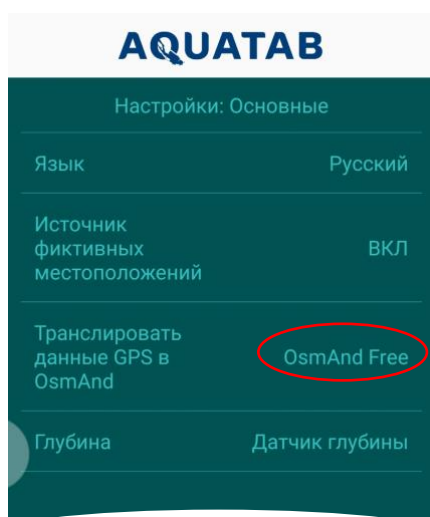 AQUATAB
Настройки: Основные
Язык Русский
Источник
фиктивных ВКЛ
местоположений
Транслировать
данные GPS в OsmAnd Free
OsmAnd
Глубина Датчик глубины